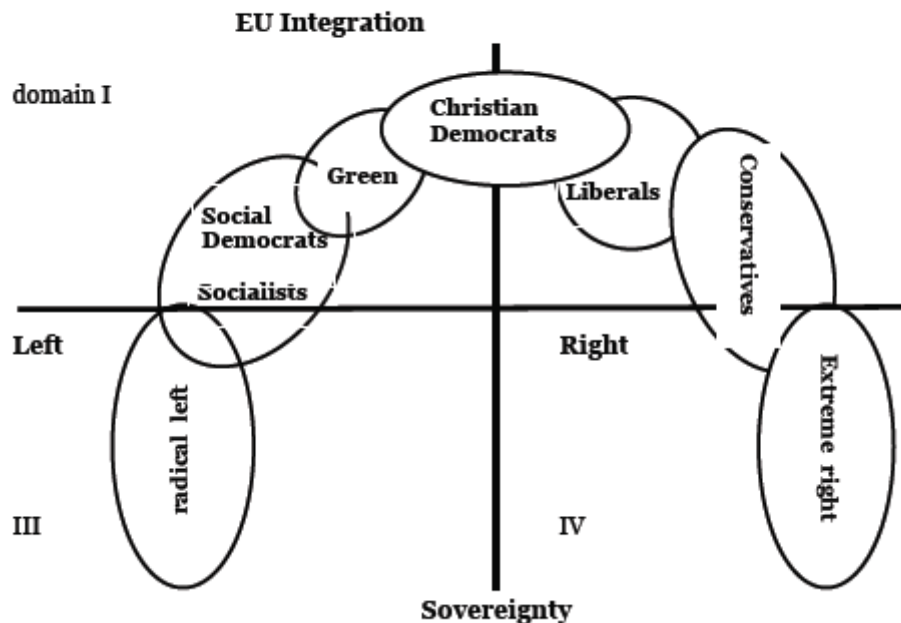 EU Integration
domain I
Christian
Democrats
Green
Liberals
Conservatives
Social
Democrats
Socialists
Left
Right
radical left
Extreme right
III
IV
Sovereignty